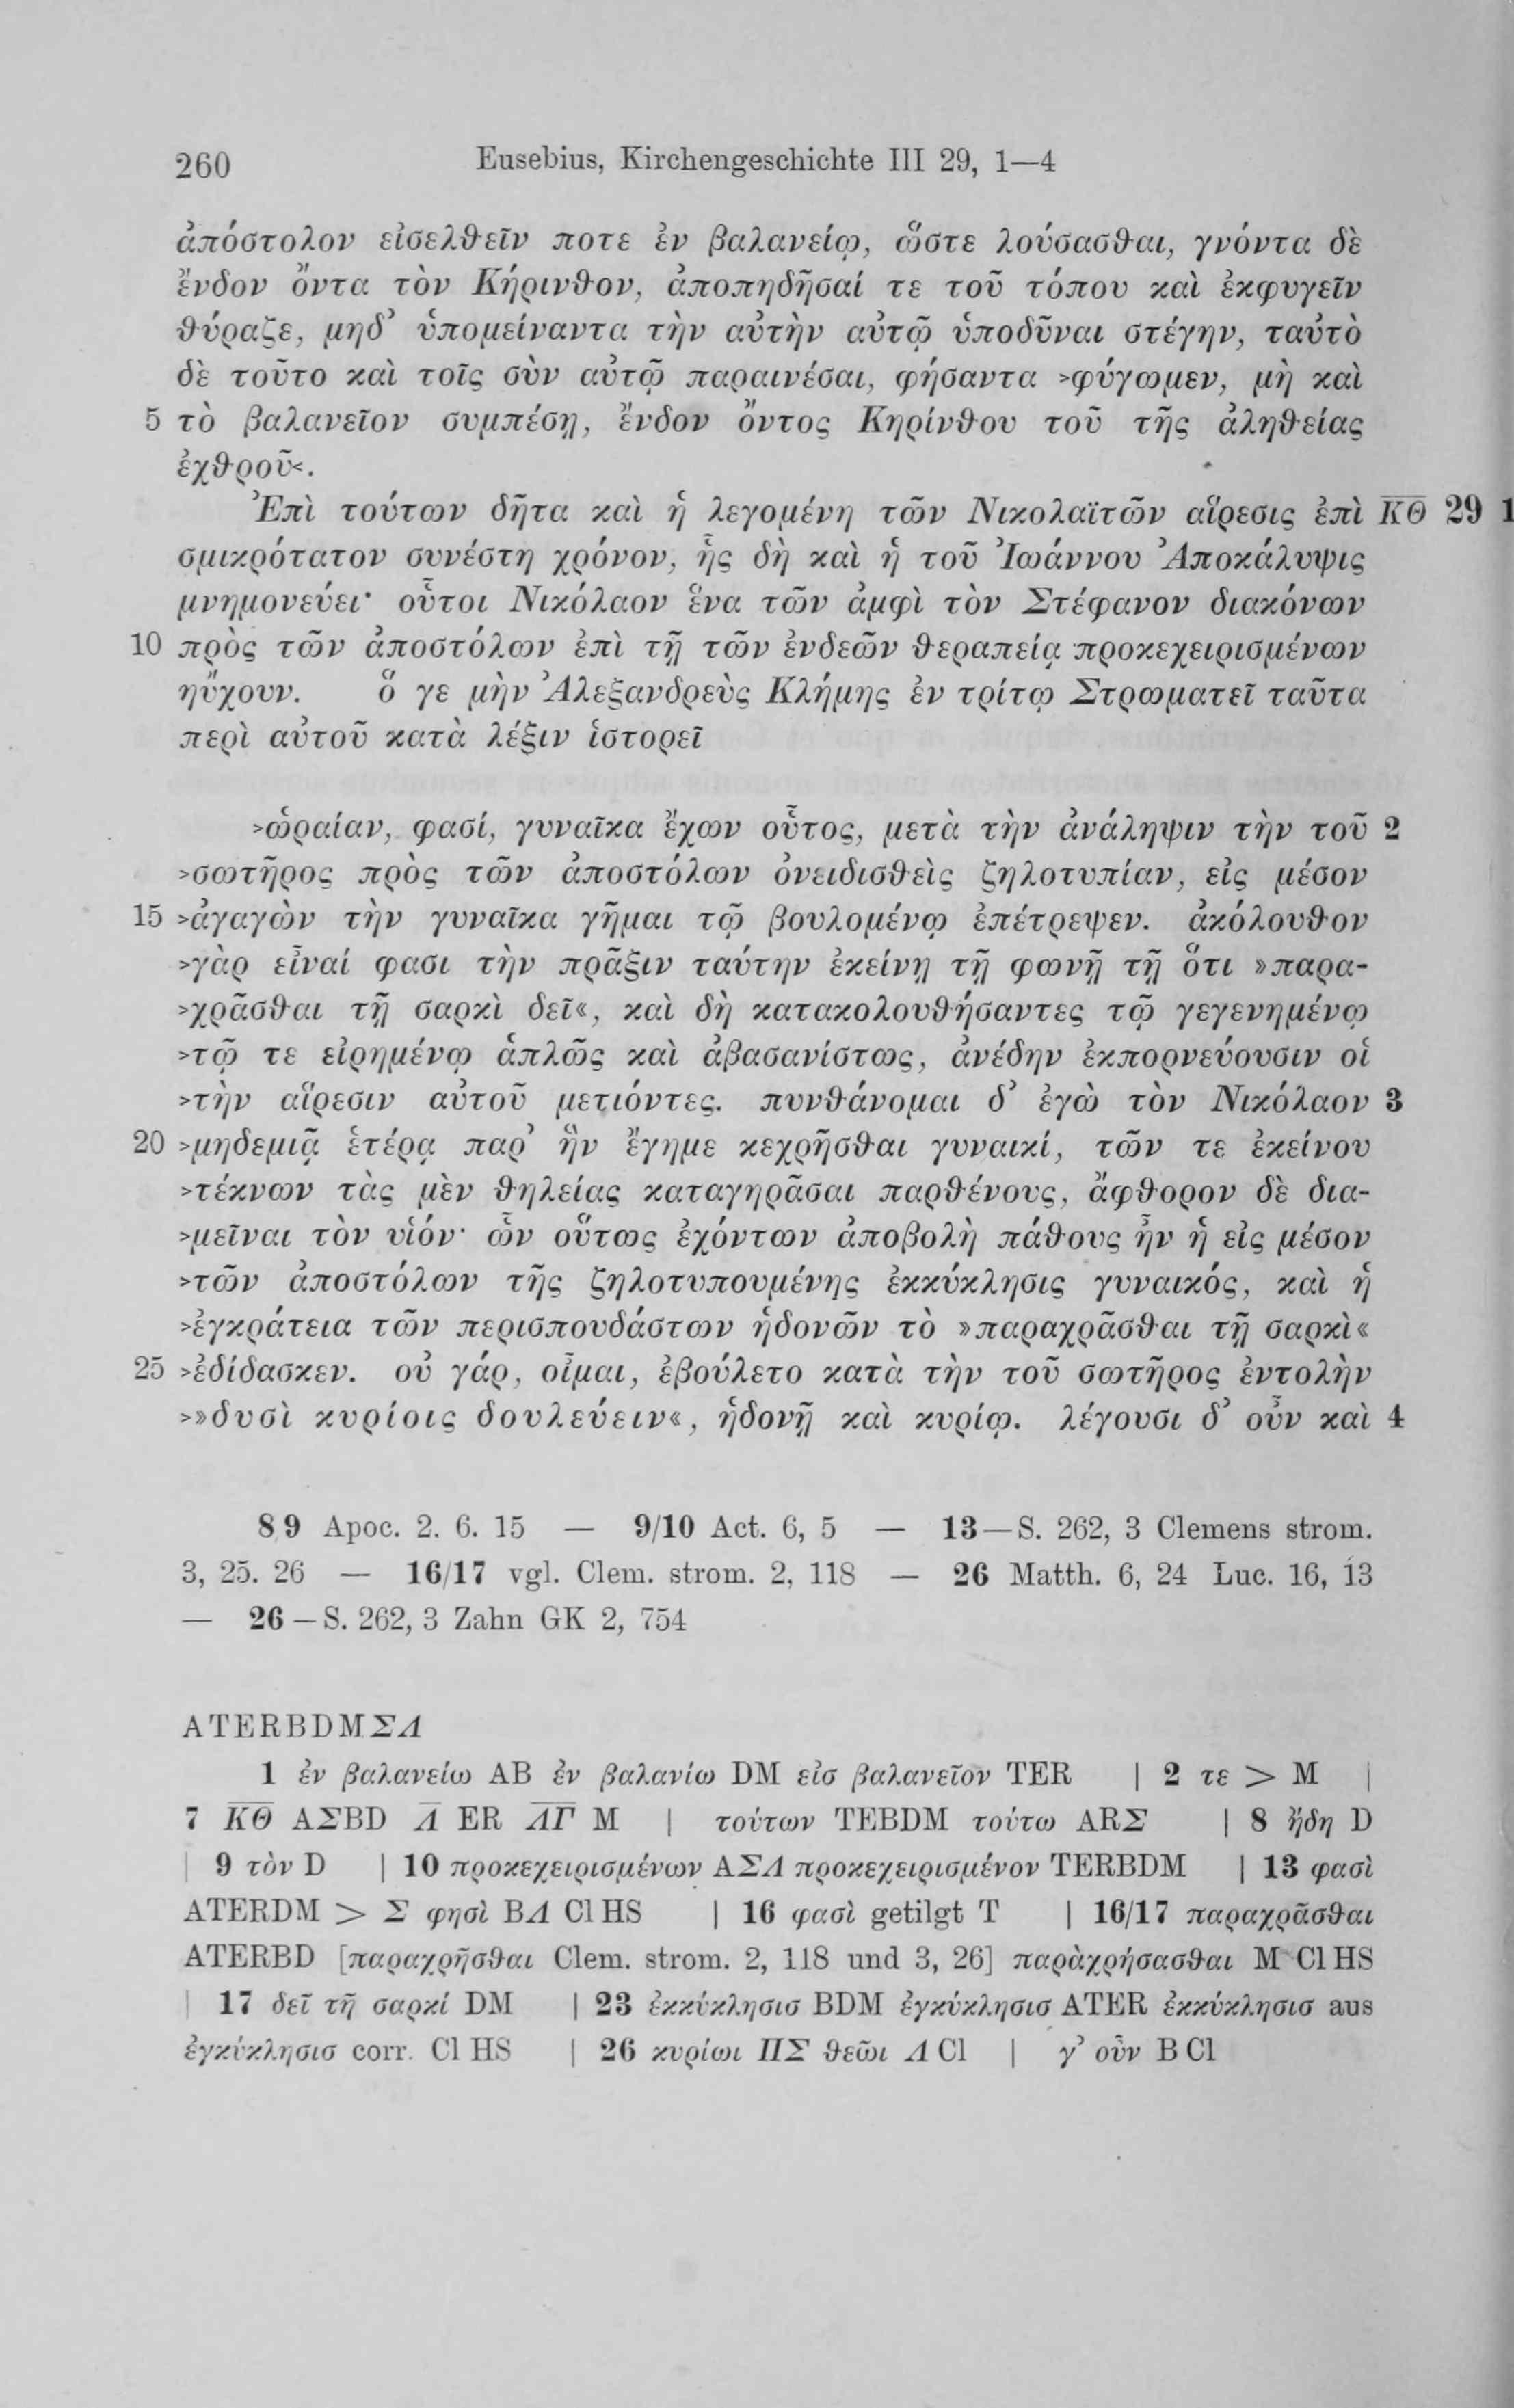 260 Eusebius, Kirchengeschichte III 29, 1—4
ἀπόστολον εἰσελθεῖν ποτε ἐν βαλανείῳ, ὥστε λούσασθαι, γνόντα δὲ
ἔνδον ὄντα τὸν Κήρινθον, ἀποπηδῆσαί τε τοῦ τόπου καὶ ἐκφυγεῖν
θύραζε, μηδ’ ὑπομείναντα τὴν αὐτὴν αὐτῷ ὑποδῦναι στέγην, ταὐτὸ
δὲ τοῦτο καὶ τοῖς σὺν αὐτῷ παραινέσαι, φήσαντα ›φύγωμεν, μὴ καὶ
5 τὸ βαλανεῖον συμπέσῃ, ἔνδον ὄντος Κηρίνθου τοῦ τῆς ἀληθείας
ἐχθροῦ‹.
Ἐπὶ τούτων δῆτα καὶ ἡ λεγομένη τῶν Νικολαϊτῶν αἵρεσις ἐπὶ ΚΘ 29 1
σμικρότατον συνέστη χρόνον, ἧς δὴ καὶ ἡ τοῦ Ἰωάννου Ἀποκάλυψις
μνημονεύει· οὗτοι Νικόλαον ἕνα τῶν ἀμφὶ τὸν Στέφανον διακόνων
10 πρὸς τῶν ἀποστόλων ἐπὶ τῇ τῶν ἐνδεῶν θεραπείᾳ προκεχειρισμένων
ηὔχουν. ὅ γε μὴν Ἀλεξανδρεὺς Κλήμης ἐν τρίτῳ Στρωματεῖ ταῦτα
περὶ αὐτοῦ κατὰ λέξιν ἱστορεῖ
›ὡραίαν, φασί, γυναῖκα ἔχων οὗτος, μετὰ τὴν ἀνάληψιν τὴν τοῦ 2
›σωτῆρος πρὸς τῶν ἀποστόλων ὀνειδισθεὶς ζηλοτυπίαν, εἰς μέσον
15 ›ἀγαγὼν τὴν γυναῖκα γῆμαι τῷ βουλομένῳ ἐπέτρεψεν. ἀκόλουθον
›γὰρ εἶναί φασι τὴν πρᾶξιν ταύτην ἐκείνῃ τῇ φωνῇ τῇ ὅτι »παρα-
›χρᾶσθαι τῇ σαρκὶ δεῖ«, καὶ δὴ κατακολουθήσαντες τῷ γεγενημένῳ
›τῷ τε εἰρημένῳ ἁπλῶς καὶ ἀβασανίστως, ἀνέδην ἐκπορνεύουσιν οἱ
›τὴν αἵρεσιν αὐτοῦ μετιόντες. πυνθάνομαι δ’ ἐγὼ τὸν Νικόλαον 3
20 ›μηδεμιᾷ ἑτέρᾳ παρ’ ἣν ἔγημε κεχρῆσθαι γυναικί, τῶν τε ἐκείνου
›τέκνων τὰς μὲν θηλείας καταγηρᾶσαι παρθένους, ἄφθορον δὲ δια-
›μεῖναι τὸν υἱόν· ὧν οὕτως ἐχόντων ἀποβολὴ πάθους ἦν ἡ εἰς μέσον
›τῶν ἀποστόλων τῆς ζηλοτυπουμένης ἐκκύκλησις γυναικός, καὶ ἡ
›ἐγκράτεια τῶν περισπουδάστων ἡδονῶν τὸ »παραχρᾶσθαι τῇ σαρκὶ«
25 ›ἐδίδασκεν. οὐ γάρ, οἶμαι, ἐβούλετο κατὰ τὴν τοῦ σωτῆρος ἐντολὴν
›»δυσὶ κυρίοις δουλεύειν«, ἡδονῇ καὶ κυρίῳ. λέγουσι δ’ οὖν καὶ 4
8 9 Apoc. 2. 6. 15 — 9/10 Act. 6, 5 — 13—S. 262, 3 Clemens strom.
3, 25. 26 — 16/17 vgl. Clem. strom. 2, 118 — 26 Matth. 6, 24 Luc. 16, 13
— 26—S. 262, 3 Zahn GK 2, 754
ATERBDMΣΛ
1 ἐν βαλανείω AB ἐν βαλανίω DM εἰσ βαλανεῖον TER | 2 τε > M |
7 ΚΘ AΣBD Λ ER ΛΓ M | τούτων TEBDM τούτω ARΣ | 8 ἤδη D
| 9 τὸν D | 10 προκεχειρισμένων AΣΛ προκεχειρισμένον TERBDM | 13 φασὶ
ATERDM > Σ φησὶ BΛ Cl HS | 16 φασὶ getilgt T | 16/17 παραχρᾶσθαι
ATERBD [παραχρῆσθαι Clem. strom. 2, 118 und 3, 26] παρὰχρήσασθαι M Cl HS
| 17 δεῖ τῆ σαρκί DM | 23 ἐκκύκλησισ BDM ἐγκύκλησισ ATER ἐκκύκλησισ aus
ἐγκύκλησισ corr. Cl HS | 26 κυρίωι ΠΣ θεῶι Λ Cl | γ’ οὖν B Cl